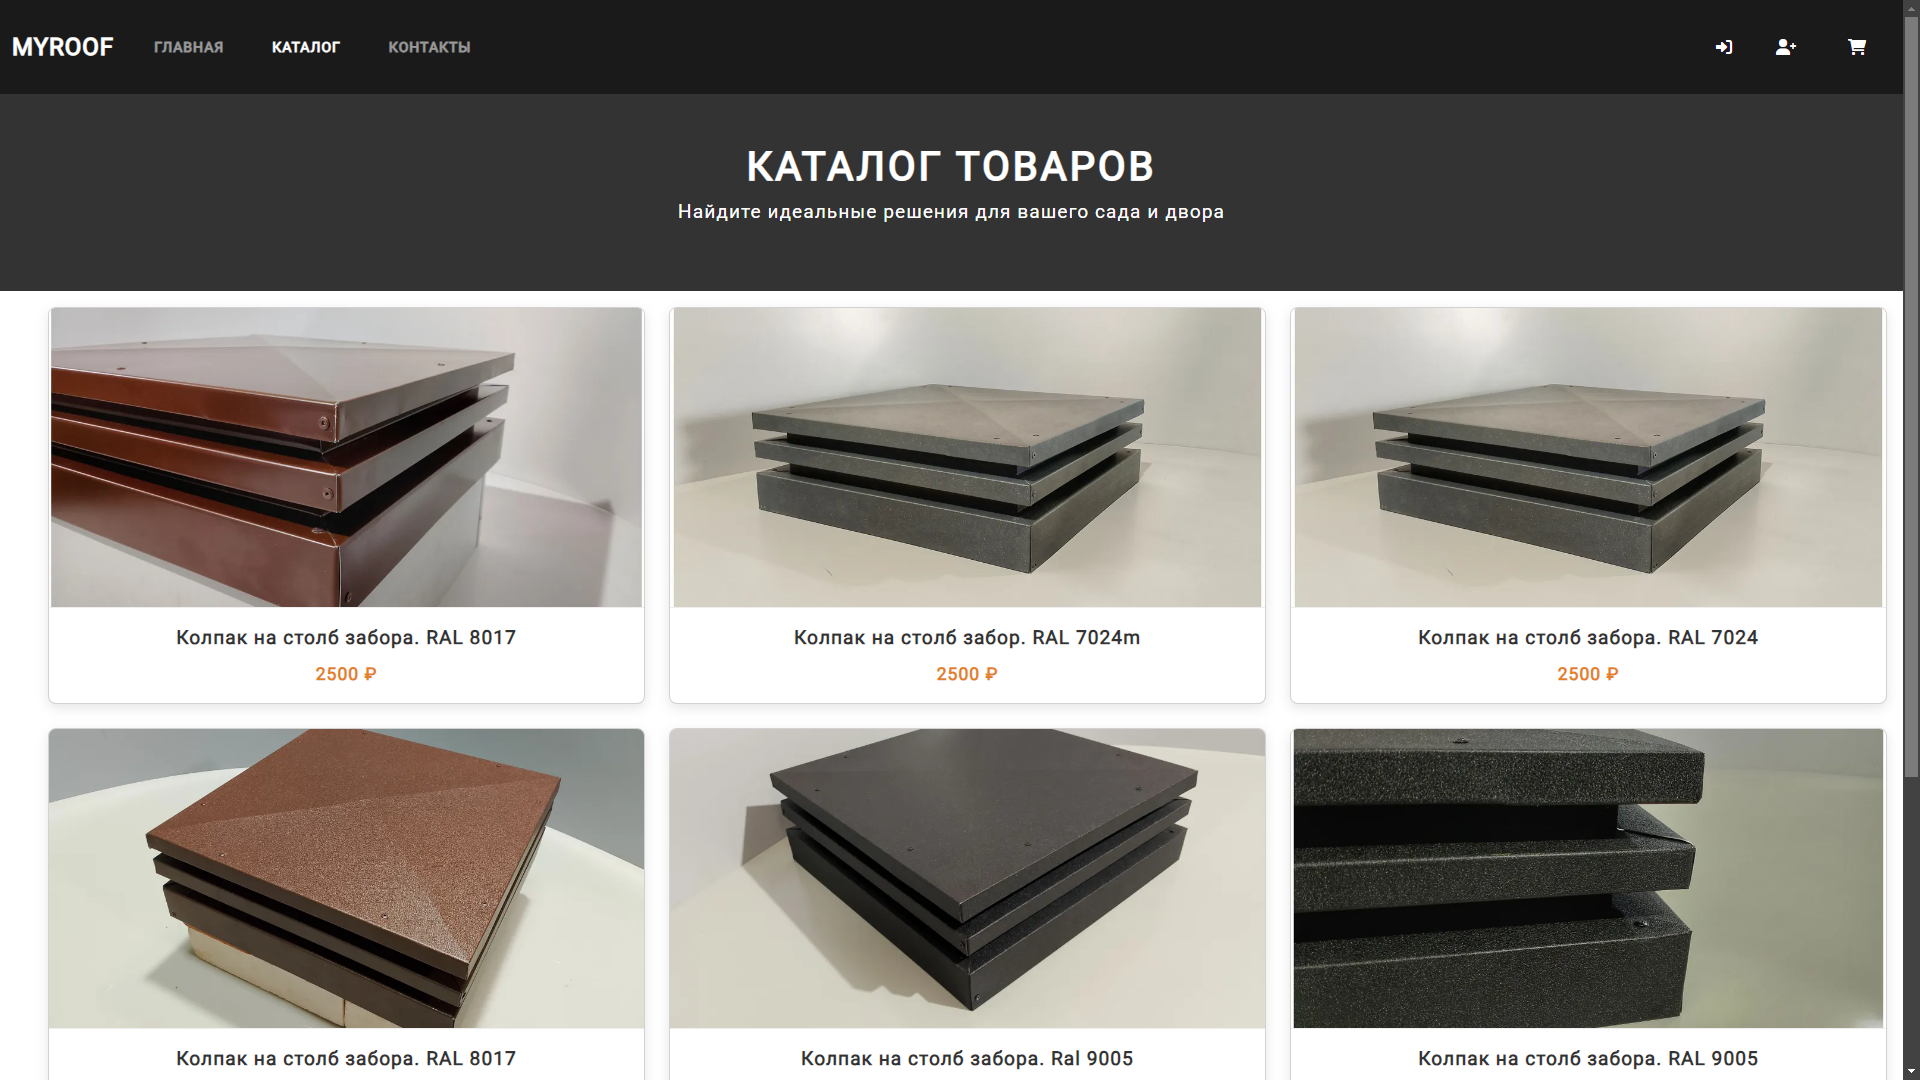 MYROOF
ГЛАВНАЯ
КАТАЛОГ
КОНТАКТЫ
КАТАЛОГ ТОВАРОВ
Найдите идеальные решения для вашего сада и двора
Колпак на столб забора. RAL 8017
2500 ₽
Колпак на столб забор. RAL 7024m
2500 ₽
Колпак на столб забора. RAL 7024
2500 ₽
Колпак на столб забора. RAL 8017
Колпак на столб забора. Ral 9005
Колпак на столб забора. RAL 9005